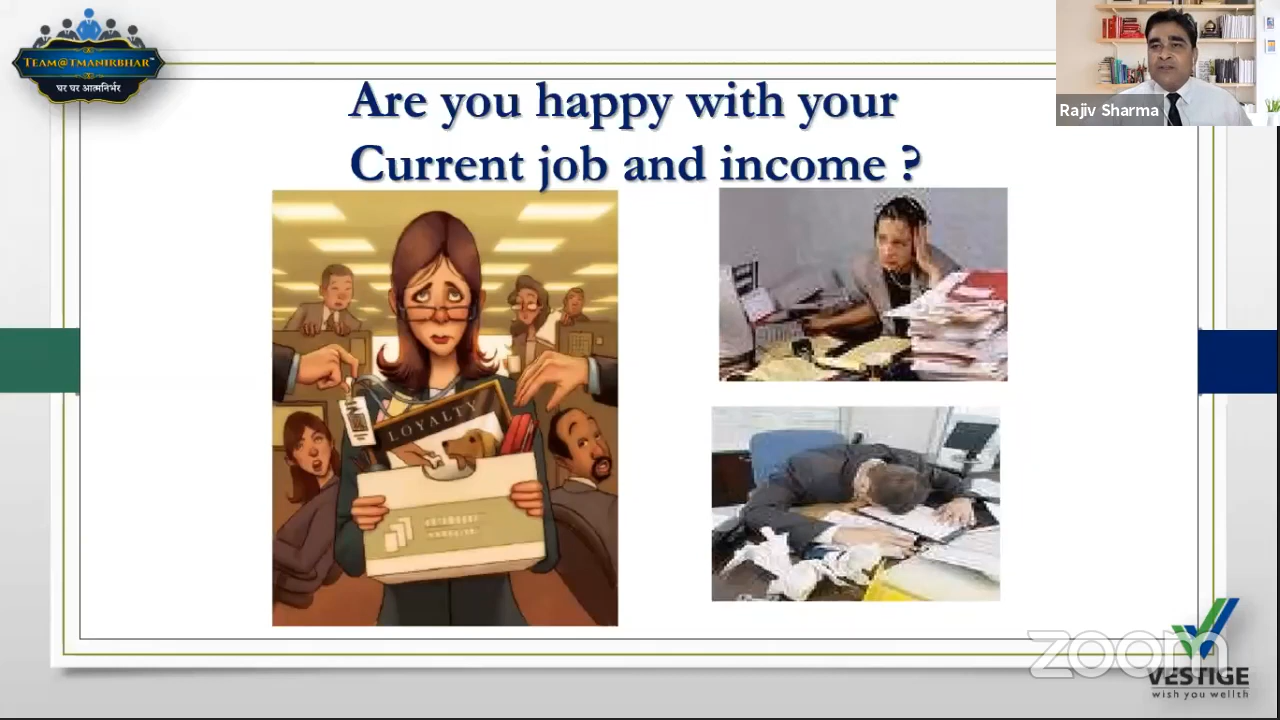 TEAM@TMANIRBHAR™
घर घर आत्मनिर्भर
Rajiv Sharma
Are you happy with your
Current job and income ?
LOYALTY
zoom
VESTIGE
wish you wellth